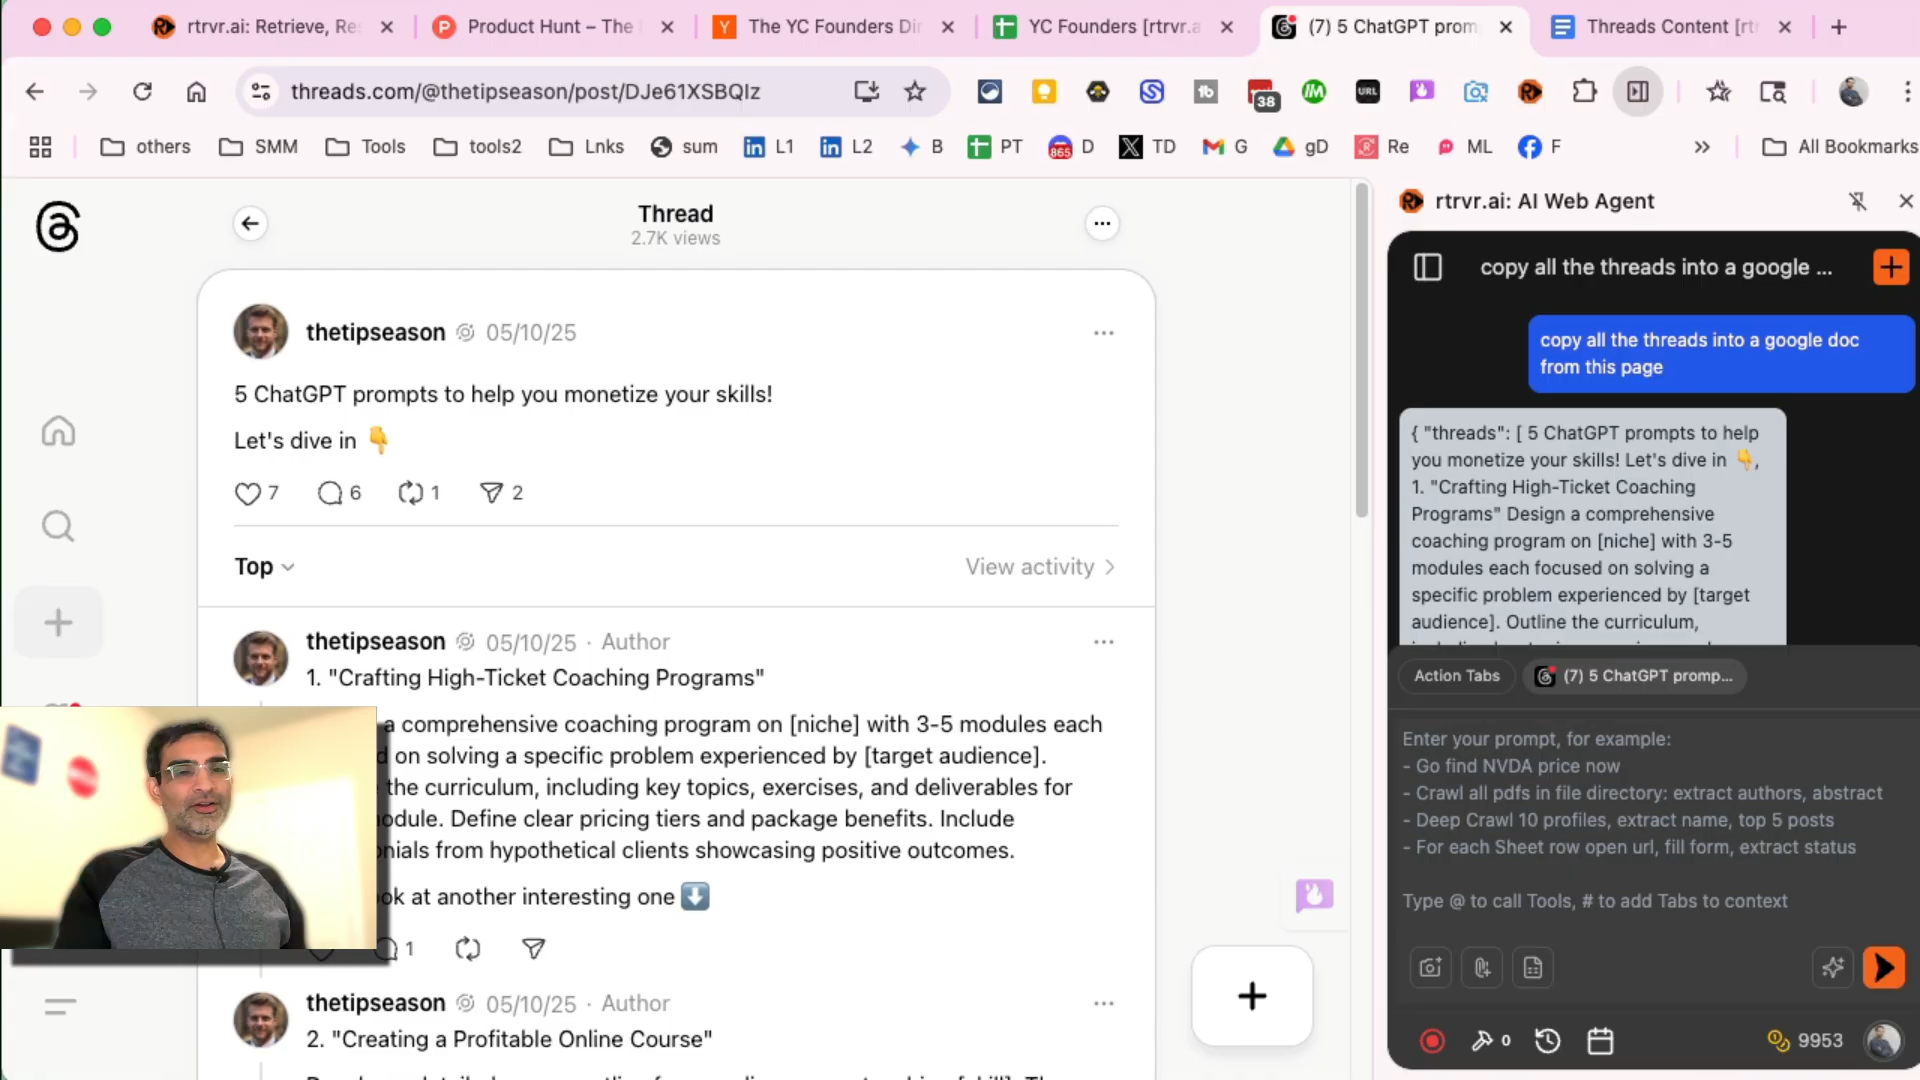 rtrvr.ai: Retrieve, Re
Product Hunt – The
The YC Founders Dir
YC Founders [rtrvr.a
(7) 5 ChatGPT prom
Threads Content [rt
threads.com/@thetipseason/post/DJe61XSBQIz
fb
38
IM
URL
others
SMM
Tools
tools2
Lnks
sum
L1
L2
B
PT
865
D
TD
G
gD
Re
ML
F
All Bookmarks
Thread
2.7K views
thetipseason 05/10/25
5 ChatGPT prompts to help you monetize your skills!
Let's dive in 👇
7 6 1 2
Top
View activity
thetipseason 05/10/25 · Author
1. "Crafting High-Ticket Coaching Programs"
a comprehensive coaching program on [niche] with 3-5 modules each
on solving a specific problem experienced by [target audience].
the curriculum, including key topics, exercises, and deliverables for
odule. Define clear pricing tiers and package benefits. Include
onials from hypothetical clients showcasing positive outcomes.
ok at another interesting one ⬇️
1
thetipseason 05/10/25 · Author
2. "Creating a Profitable Online Course"
rtrvr.ai: AI Web Agent
copy all the threads into a google ...
copy all the threads into a google doc
from this page
{ "threads": [ 5 ChatGPT prompts to help
you monetize your skills! Let's dive in 👇,
1. "Crafting High-Ticket Coaching
Programs" Design a comprehensive
coaching program on [niche] with 3-5
modules each focused on solving a
specific problem experienced by [target
audience]. Outline the curriculum,
Action Tabs
(7) 5 ChatGPT promp...
Enter your prompt, for example:
- Go find NVDA price now
- Crawl all pdfs in file directory: extract authors, abstract
- Deep Crawl 10 profiles, extract name, top 5 posts
- For each Sheet row open url, fill form, extract status
Type @ to call Tools, # to add Tabs to context
0
9953